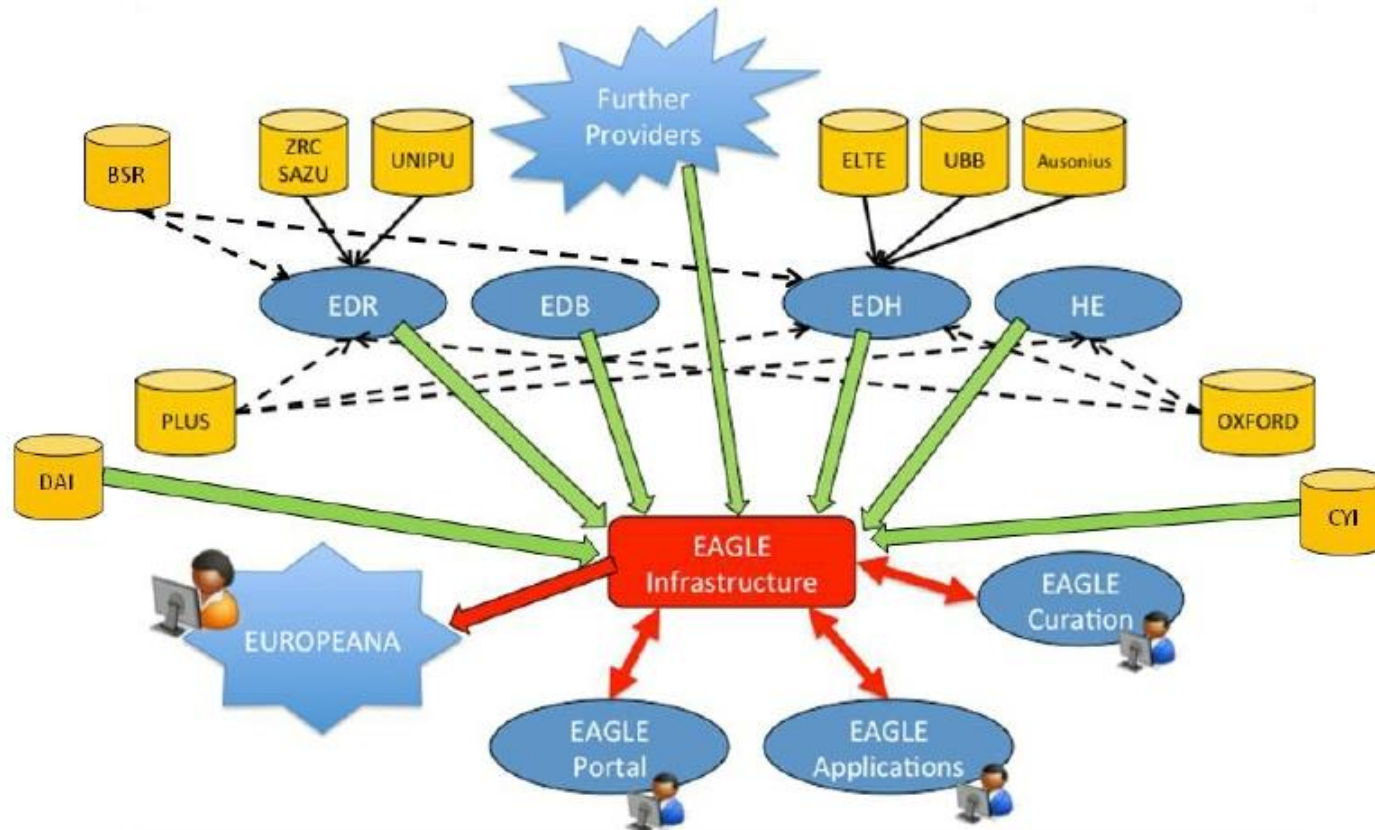 Further
Providers
BSR
ZRC
SAZU
UNIPU
ELTE
UBB
Ausonius
EDR
EDB
EDH
HE
PLUS
OXFORD
DAI
CYI
EAGLE
Infrastructure
EUROPEANA
EAGLE
Curation
EAGLE
Portal
EAGLE
Applications